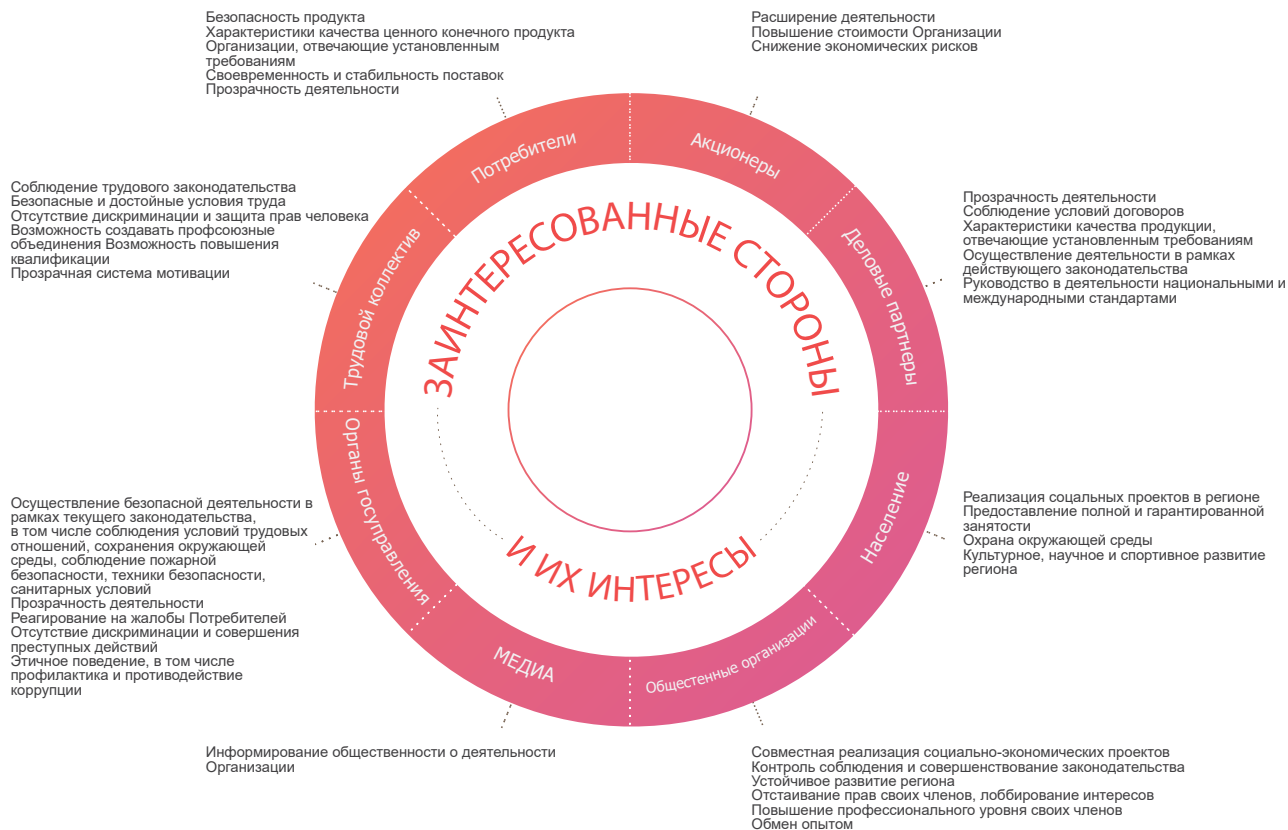 Безопасность продукта
Характеристики качества ценного конечного продукта
Организации, отвечающие установленным
требованиям
Своевременность и стабильность поставок
Прозрачность деятельности
Расширение деятельности
Повышение стоимости Организации
Снижение экономических рисков
Потребители
Акционеры
Соблюдение трудового законодательства
Безопасные и достойные условия труда
Отсутствие дискриминации и защита прав человека
Возможность создавать профсоюзные
объединения Возможность повышения
квалификации
Прозрачная система мотивации
Трудовой коллектив
ЗАИНТЕРЕСОВАННЫЕ СТОРОНЫ
Деловые партнеры
Прозрачность деятельности
Соблюдение условий договоров
Характеристики качества продукции,
отвечающие установленным требованиям
Осуществление деятельности в рамках
действующего законодательства
Руководство в деятельности национальными и
международными стандартами
Осуществление безопасной деятельности в
рамках текущего законодательства,
в том числе соблюдения условий трудовых
отношений, сохранения окружающей
среды, соблюдение пожарной
безопасности, техники безопасности,
санитарных условий
Прозрачность деятельности
Реагирование на жалобы Потребителей
Отсутствие дискриминации и совершения
преступных действий
Этичное поведение, в том числе
профилактика и противодействие
коррупции
Органы госуправления
И ИХ ИНТЕРЕСЫ
Население
Реализация соцальных проектов в регионе
Предоставление полной и гарантированной
занятости
Охрана окружающей среды
Культурное, научное и спортивное развитие
региона
МЕДИА
Общестенные организации
Информирование общественности о деятельности
Организации
Совместная реализация социально-экономических проектов
Контроль соблюдения и совершенствование законодательства
Устойчивое развитие региона
Отстаивание прав своих членов, лоббирование интересов
Повышение профессионального уровня своих членов
Обмен опытом